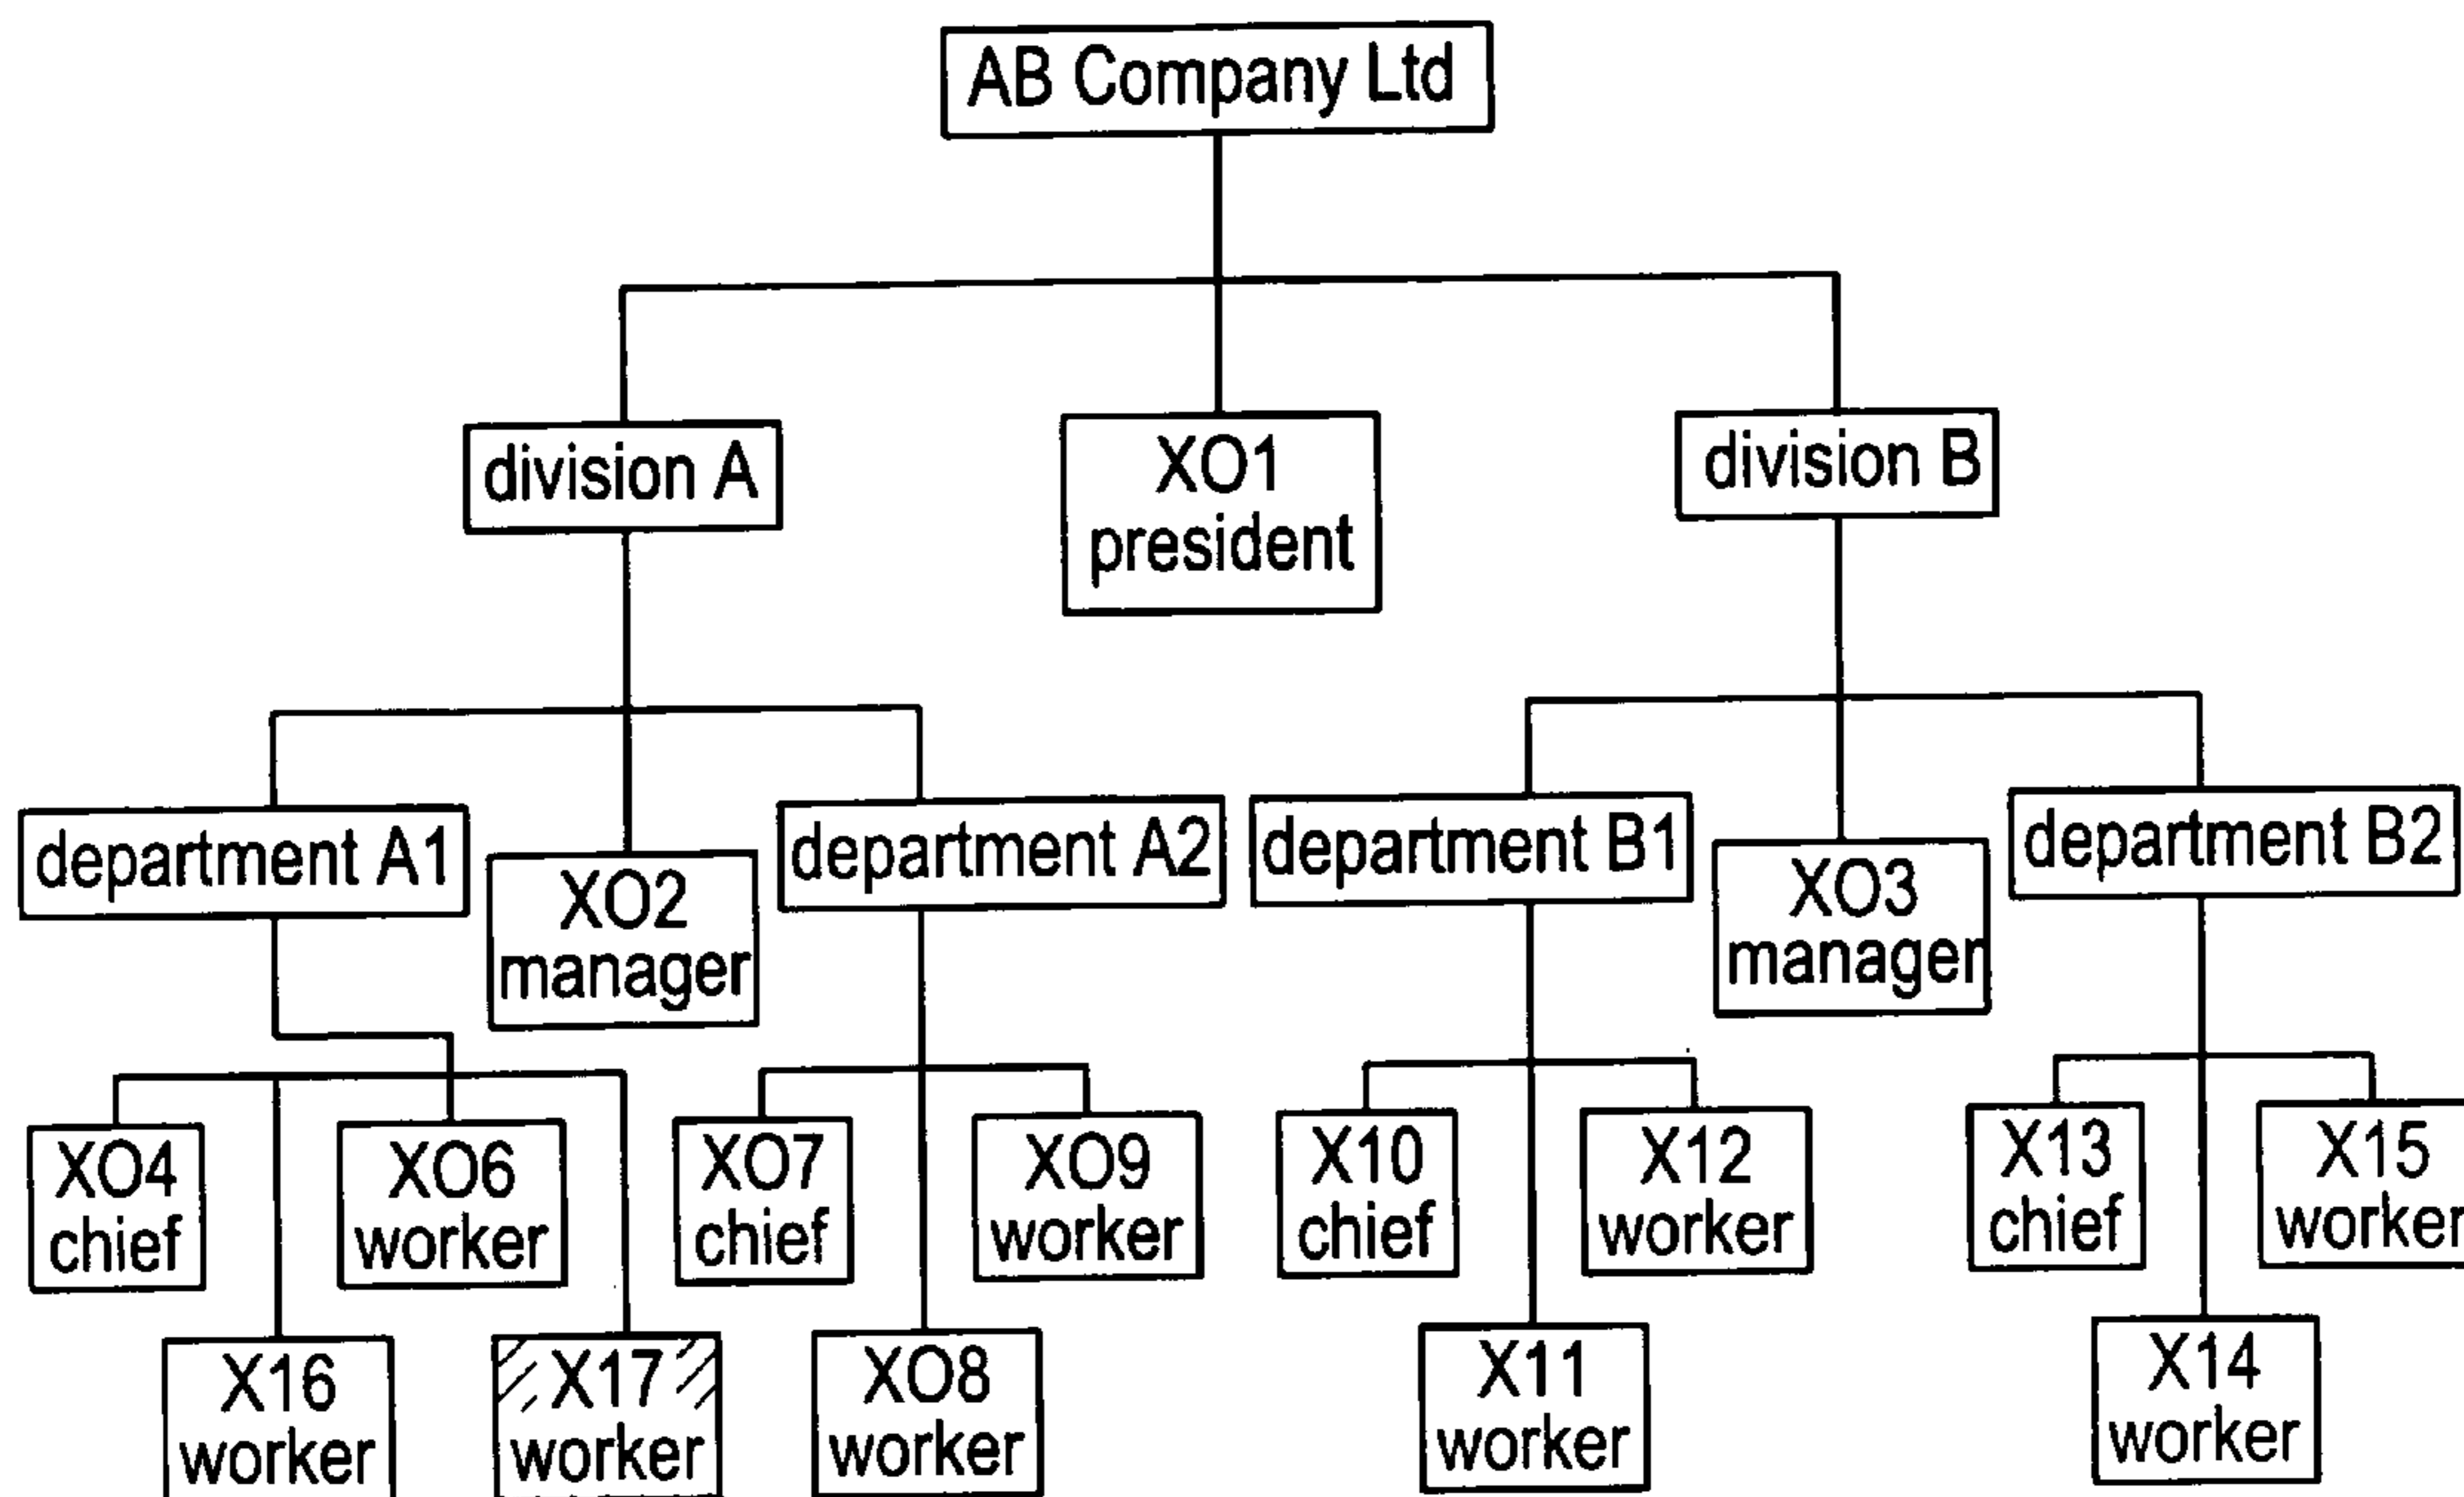 AB Company Ltd
division A
XO1
president
division B
department A1
XO2
manager
department A2
department B1
XO3
manager
department B2
XO4
chief
XO6
worker
XO7
chief
XO9
worker
X10
chief
X12
worker
X13
chief
X15
worker
X16
worker
X17
worker
XO8
worker
X11
worker
X14
worker